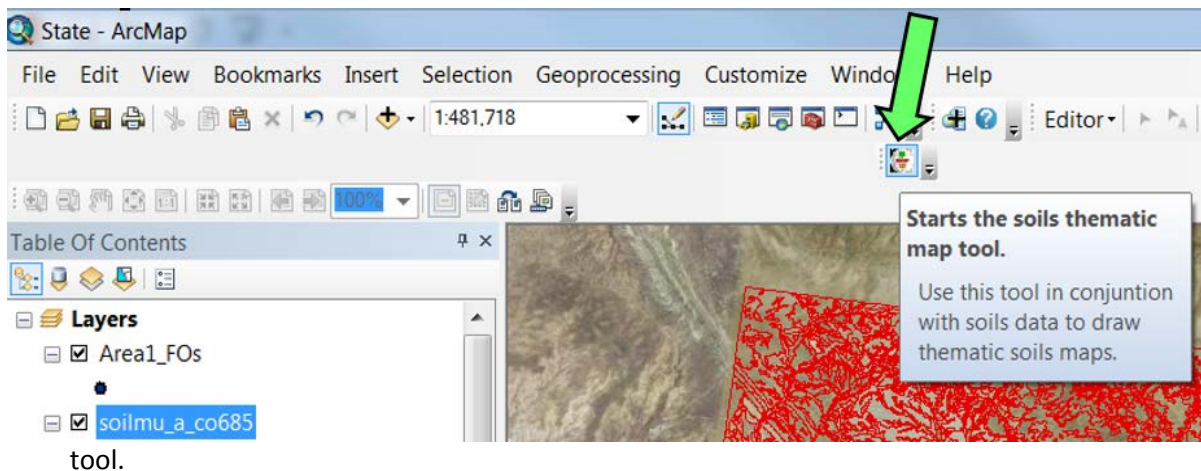 State - ArcMap
File Edit View Bookmarks Insert Selection Geoprocessing Customize Windo Help
1:481,718 Editor
100%
Starts the soils thematic
map tool.
Use this tool in conjuntion
with soils data to draw
thematic soils maps.
Table Of Contents
Layers
Area1_FOs
soilmu_a_co685
tool.